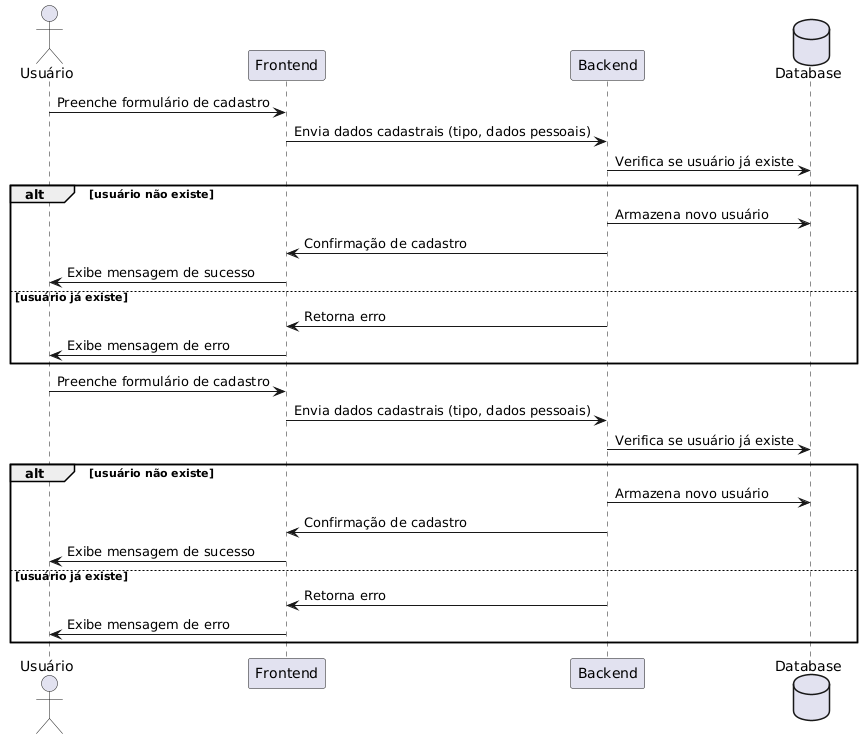 Usuário
Frontend
Backend
Database
Preenche formulário de cadastro
Envia dados cadastrais (tipo, dados pessoais)
Verifica se usuário já existe
alt [usuário não existe]
Armazena novo usuário
Confirmação de cadastro
Exibe mensagem de sucesso
[usuário já existe]
Retorna erro
Exibe mensagem de erro
Preenche formulário de cadastro
Envia dados cadastrais (tipo, dados pessoais)
Verifica se usuário já existe
alt [usuário não existe]
Armazena novo usuário
Confirmação de cadastro
Exibe mensagem de sucesso
[usuário já existe]
Retorna erro
Exibe mensagem de erro
Usuário
Frontend
Backend
Database